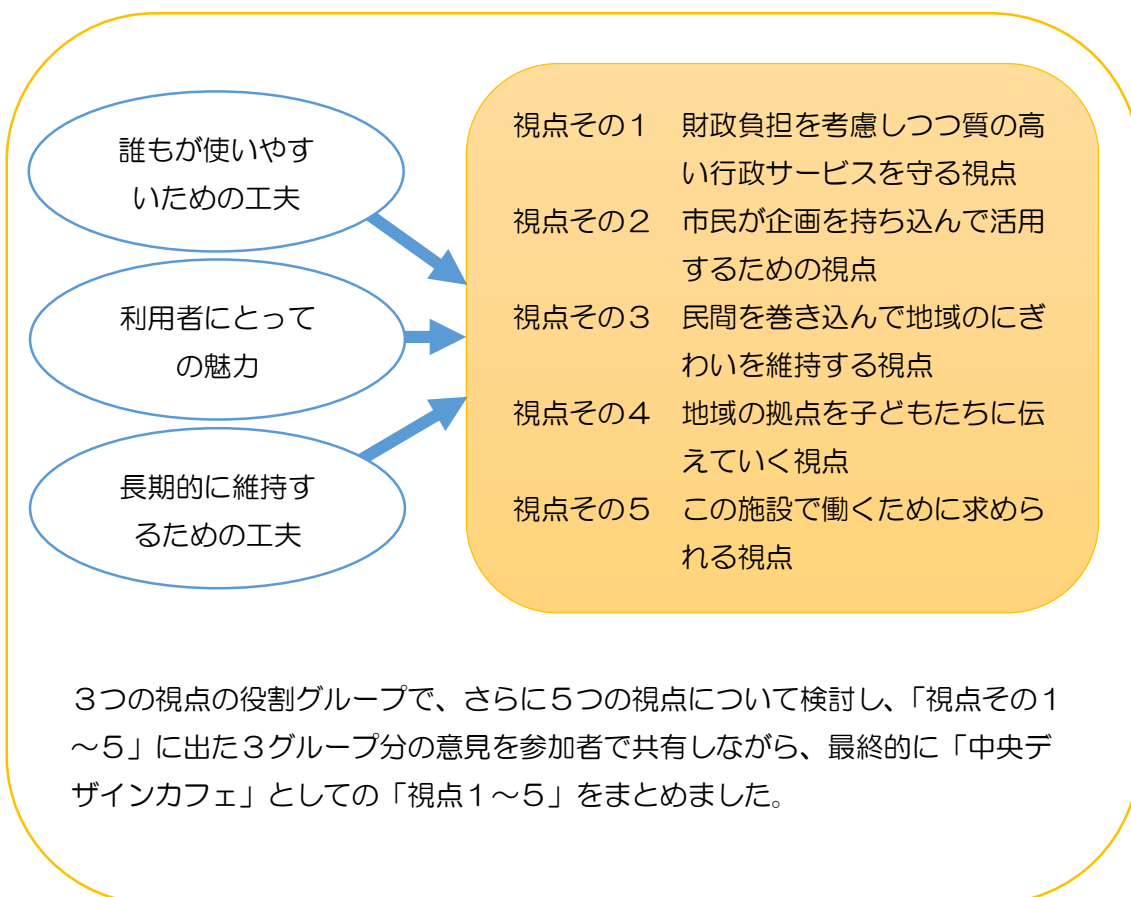 誰もが使いやす
いための工夫
利用者にとって
の魅力
長期的に維持す
るための工夫
視点その１　財政負担を考慮しつつ質の高
い行政サービスを守る視点
視点その２　市民が企画を持ち込んで活用
するための視点
視点その３　民間を巻き込んで地域のにぎ
わいを維持する視点
視点その４　地域の拠点を子どもたちに伝
えていく視点
視点その５　この施設で働くために求めら
れる視点
３つの視点の役割グループで、さらに５つの視点について検討し、「視点その１
～５」に出た３グループ分の意見を参加者で共有しながら、最終的に「中央デ
ザインカフェ」としての「視点１～５」をまとめました。